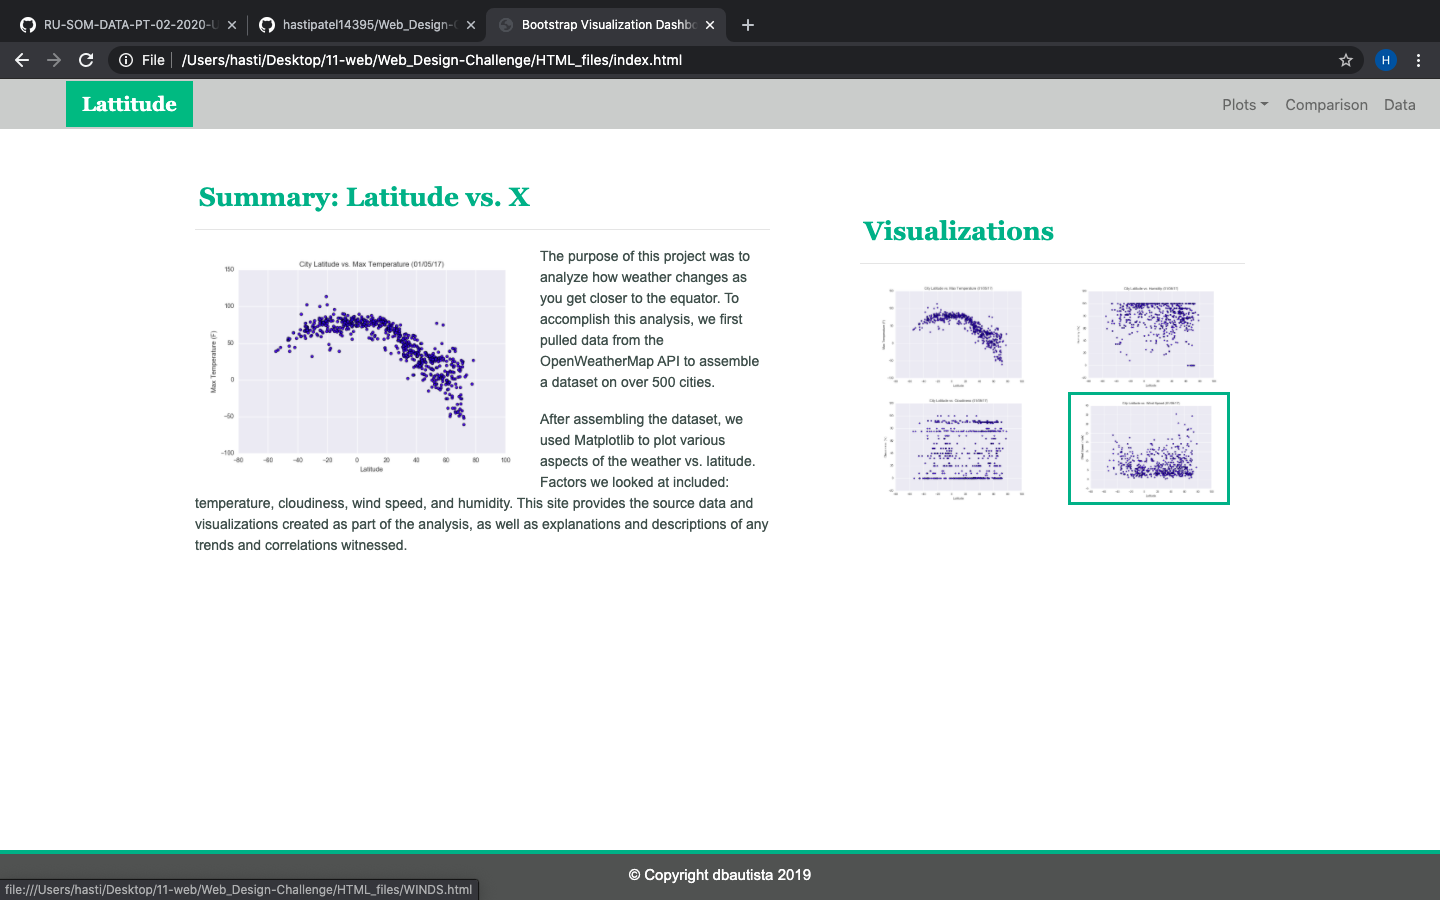 RU-SOM-DATA-PT-02-2020-U
hastipatel14395/Web_Design-C
Bootstrap Visualization Dashbo
File
/Users/hasti/Desktop/11-web/Web_Design-Challenge/HTML_files/index.html
H
Lattitude
Plots
Comparison
Data
Summary: Latitude vs. X
City Latitude vs. Max Temperature (01/05/17)
Max Temperature (F)
150
100
50
0
−50
−100
−80 −60 −40 −20 0 20 40 60 80 100
Latitude
The purpose of this project was to
analyze how weather changes as
you get closer to the equator. To
accomplish this analysis, we first
pulled data from the
OpenWeatherMap API to assemble
a dataset on over 500 cities.
After assembling the dataset, we
used Matplotlib to plot various
aspects of the weather vs. latitude.
Factors we looked at included:
temperature, cloudiness, wind speed, and humidity. This site provides the source data and
visualizations created as part of the analysis, as well as explanations and descriptions of any
trends and correlations witnessed.
Visualizations
© Copyright dbautista 2019
file:///Users/hasti/Desktop/11-web/Web_Design-Challenge/HTML_files/WINDS.html